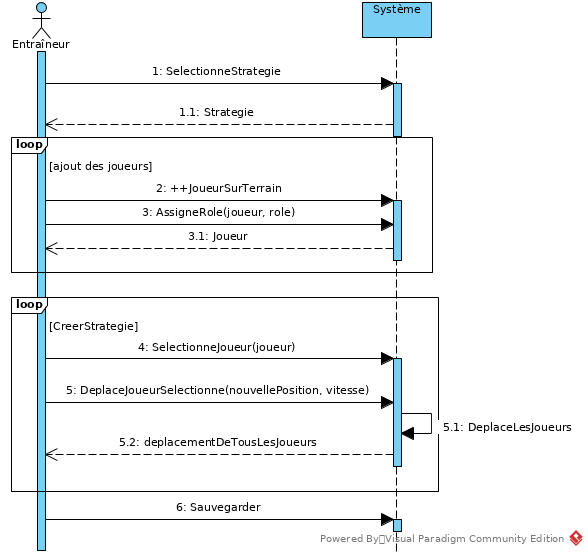 Système
Entraîneur
1: SelectionneStrategie
1.1: Strategie
loop
[ajout des joueurs]
2: ++JoueurSurTerrain
3: AssigneRole(joueur, role)
3.1: Joueur
loop
[CreerStrategie]
4: SelectionneJoueur(joueur)
5: DeplaceJoueurSelectionne(nouvellePosition, vitesse)
5.1: DeplaceLesJoueurs
5.2: deplacementDeTousLesJoueurs
6: Sauvegarder
Powered By Visual Paradigm Community Edition